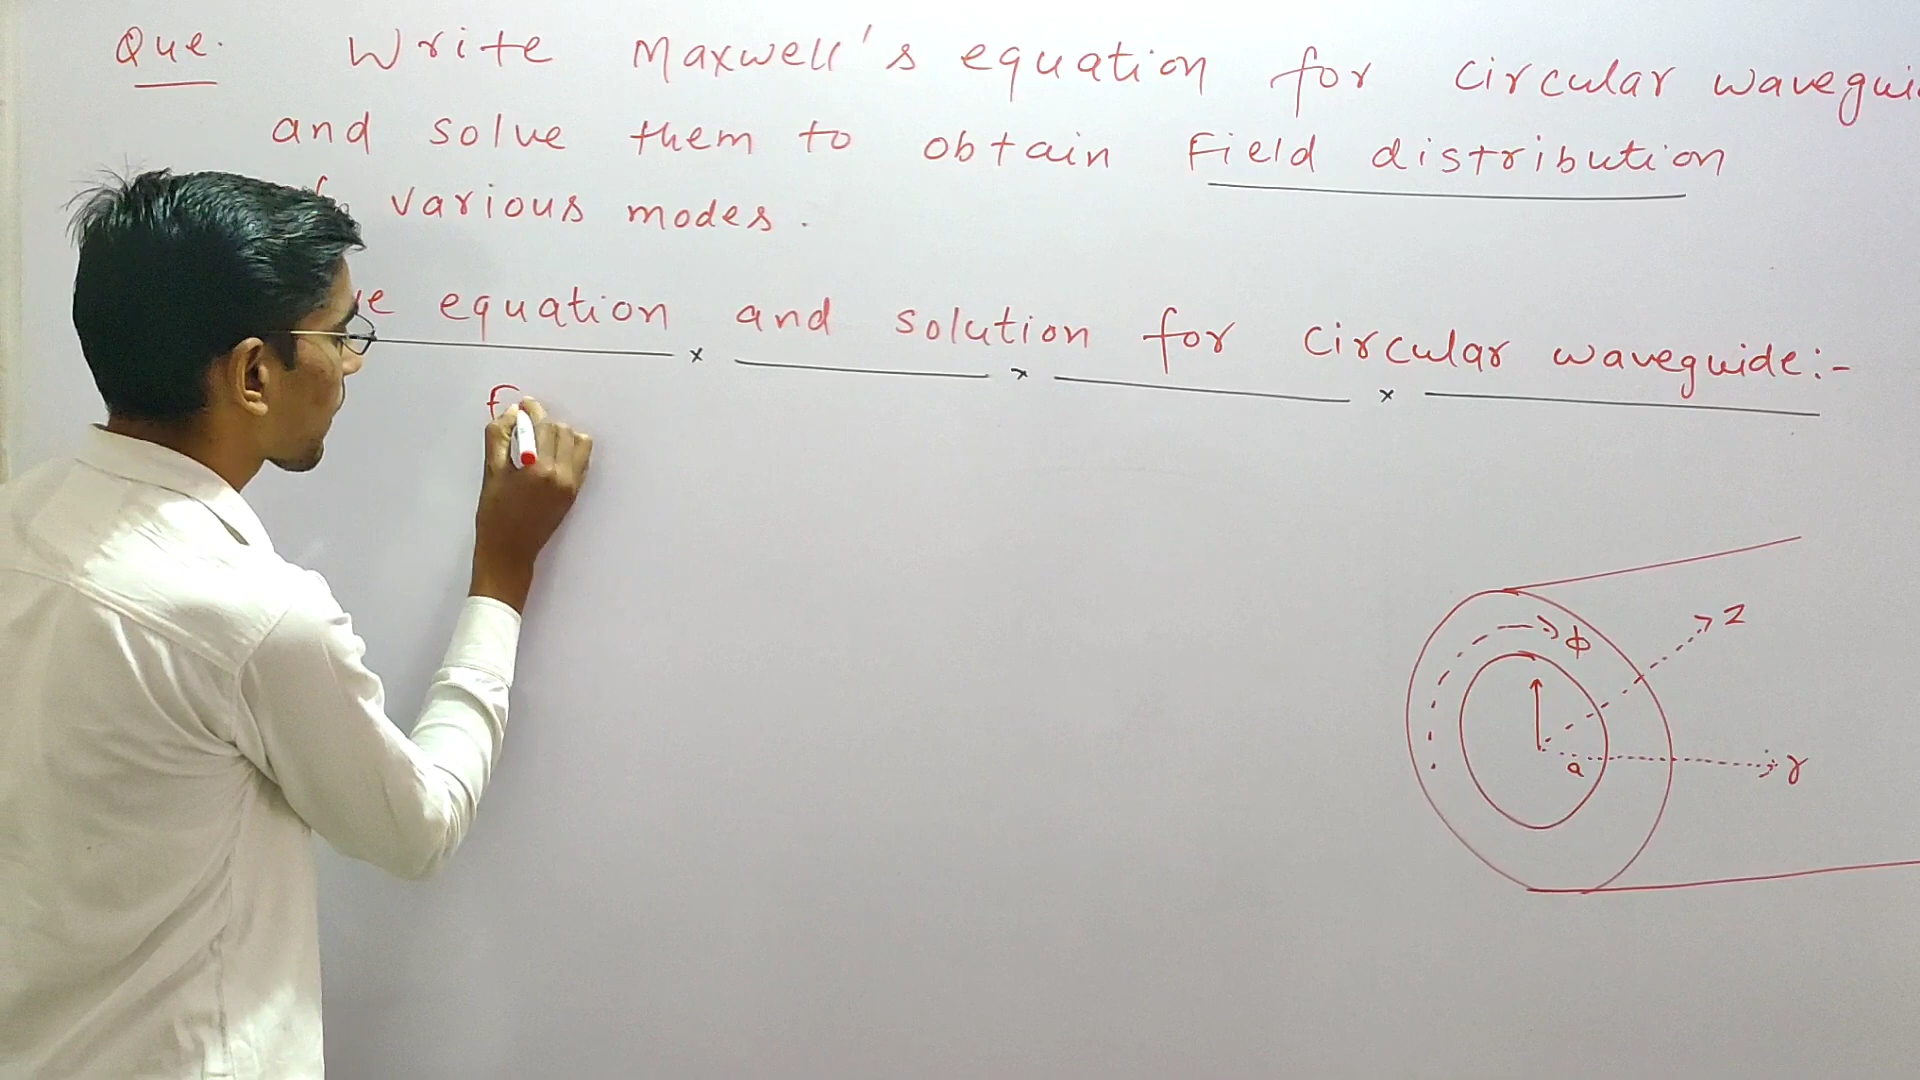 Que. Write Maxwell's equation for circular wavegui
and solve them to obtain Field distribution
various modes.
equation and solution for circular waveguide:-
F
φ
z
a
r